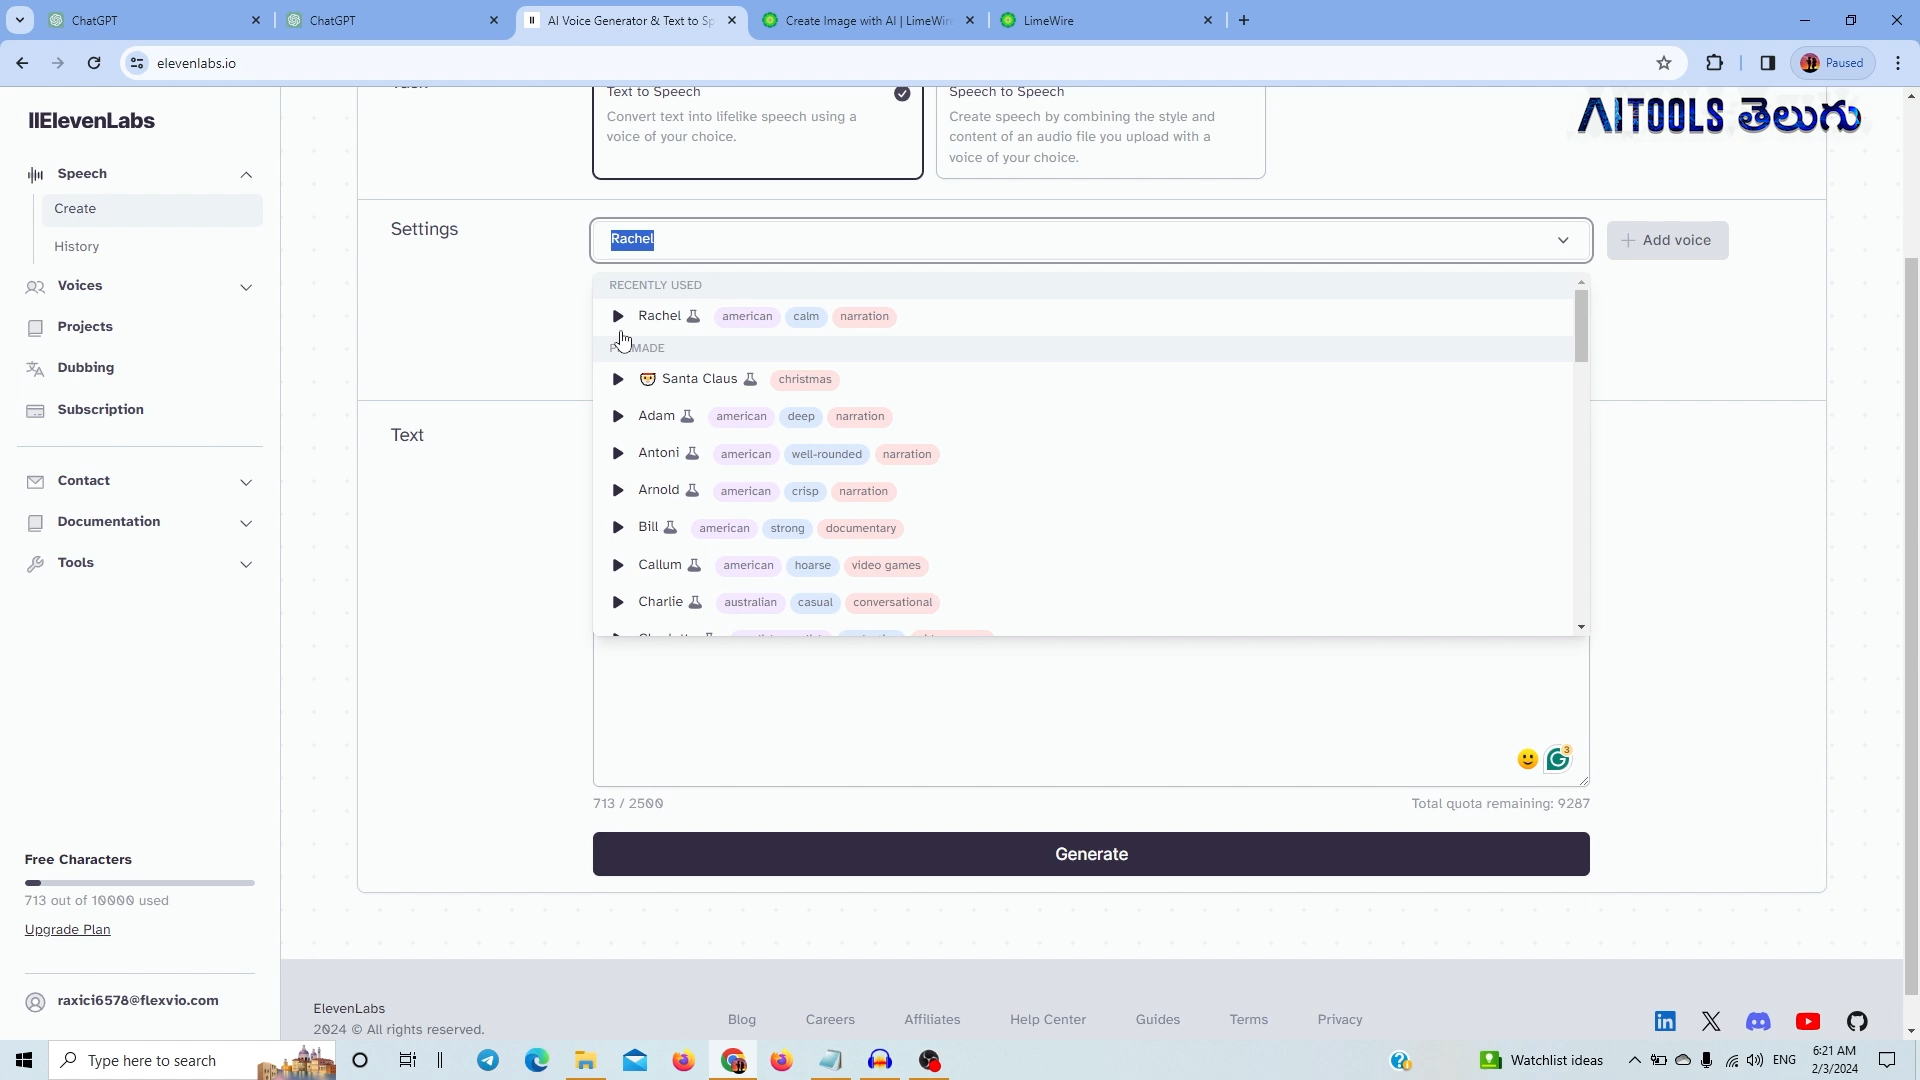 ChatGPT
ChatGPT
AI Voice Generator & Text to Sp
Create Image with AI | LimeWire
LimeWire
elevenlabs.io
Paused
IIElevenLabs
AITOOLS తెలుగు
Speech
Create
History
Voices
Projects
Dubbing
Subscription
Contact
Documentation
Tools
Text to Speech
Convert text into lifelike speech using a
voice of your choice.
Speech to Speech
Create speech by combining the style and
content of an audio file you upload with a
voice of your choice.
Settings
Rachel
Add voice
RECENTLY USED
Rachel american calm narration
Santa Claus christmas
Adam american deep narration
Antoni american well-rounded narration
Arnold american crisp narration
Bill american strong documentary
Callum american hoarse video games
Charlie australian casual conversational
Text
713 / 2500
Total quota remaining: 9287
Generate
Free Characters
713 out of 10000 used
Upgrade Plan
raxici6578@flexvio.com
ElevenLabs
2024 © All rights reserved.
Blog
Careers
Affiliates
Help Center
Guides
Terms
Privacy
Type here to search
Watchlist ideas
ENG
6:21 AM
2/3/2024